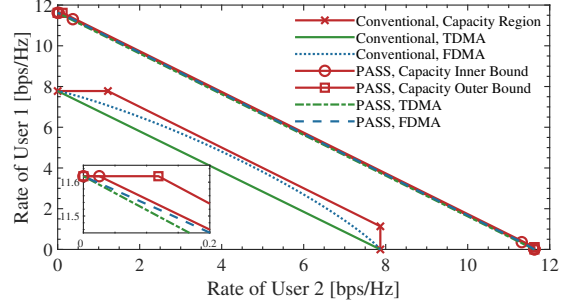 12
10
8
6
4
2
0
Rate of User 1 [bps/Hz]
Conventional, Capacity Region
Conventional, TDMA
Conventional, FDMA
PASS, Capacity Inner Bound
PASS, Capacity Outer Bound
PASS, TDMA
PASS, FDMA
11.6
11.5
0 0.2
0 2 4 6 8 10 12
Rate of User 2 [bps/Hz]